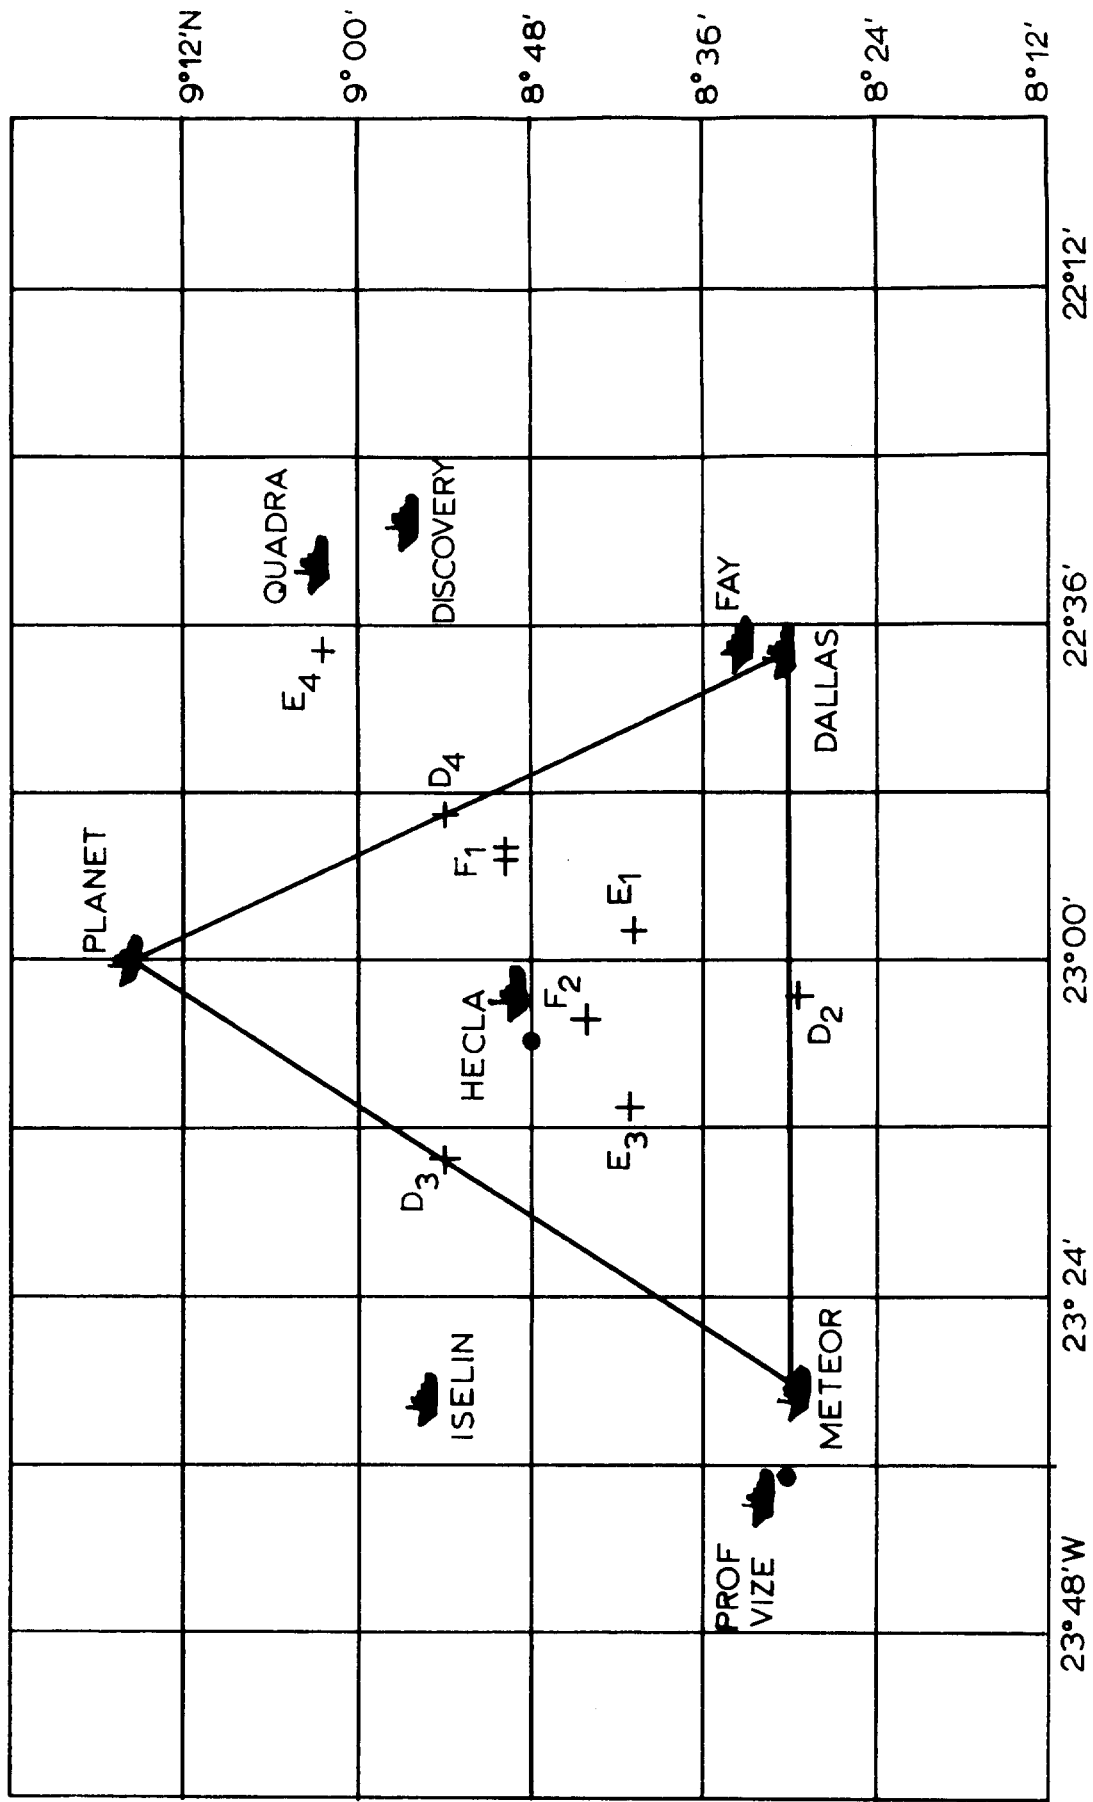 PLANET
9°12'N
QUADRA
E4
9°00'
D3
DISCOVERY
D4
ISELIN
HECLA
F1
8°48'
F2
E3
E1
8°36'
PROF
VIZE
FAY
METEOR
D2
DALLAS
8°24'
8°12'
23°48'W
23°24'
23°00'
22°36'
22°12'